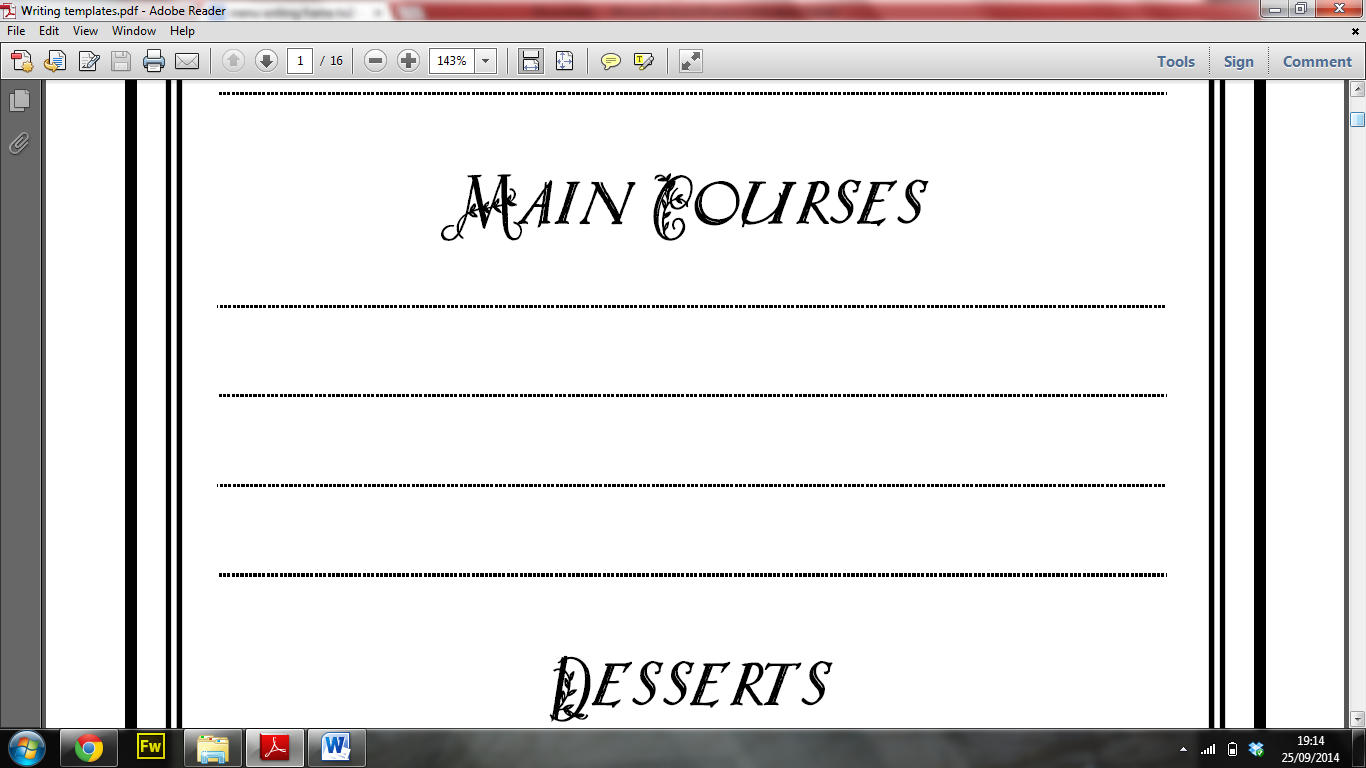 Writing templates.pdf - Adobe Reader
File Edit View Window Help
1 / 16 143% Tools Sign Comment
MAIN COURSES
DESSERTS
Fw
19:14
25/09/2014